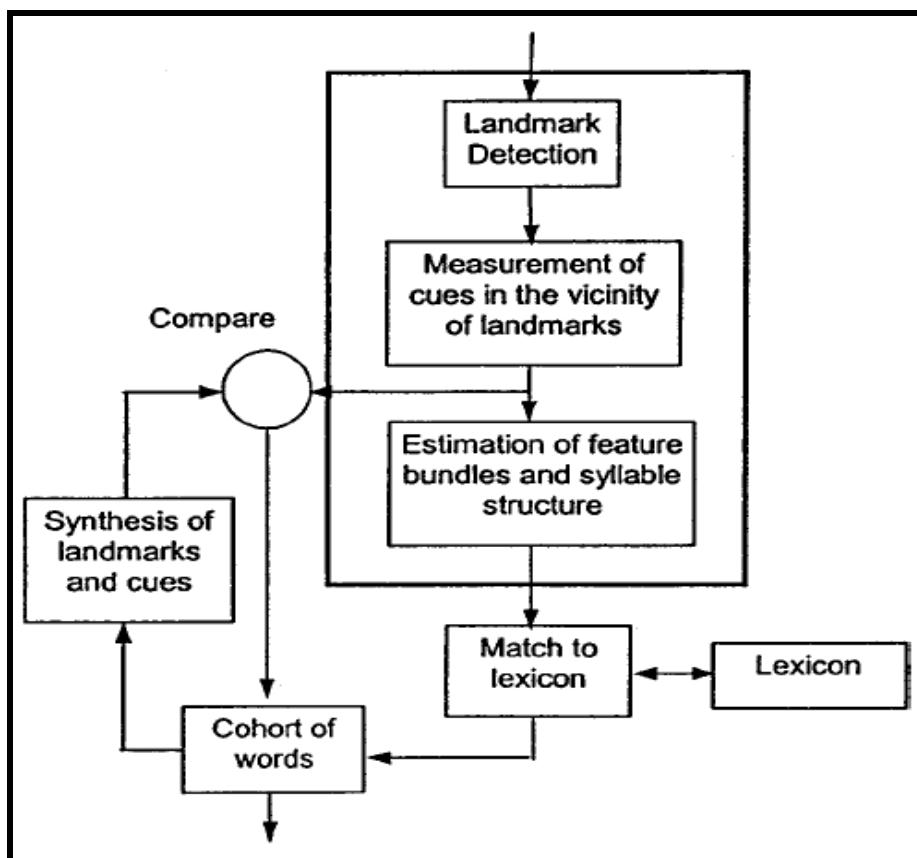 Landmark
Detection
Measurement of
cues in the vicinity
of landmarks
Compare
Estimation of feature
bundles and syllable
structure
Synthesis of
landmarks
and cues
Match to
lexicon
Lexicon
Cohort of
words